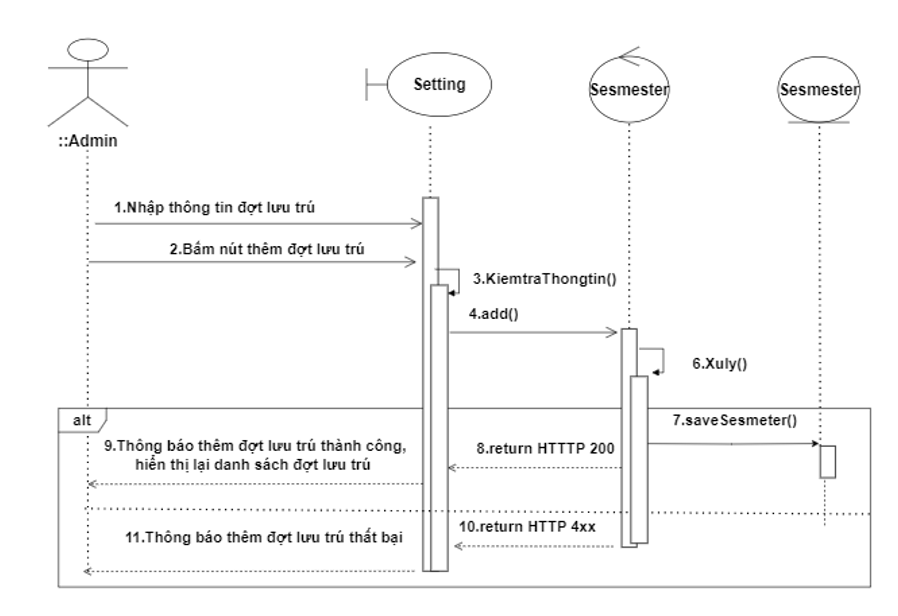 Setting
Sesmester
Sesmester
::Admin
1.Nhập thông tin đợt lưu trú
2.Bấm nút thêm đợt lưu trú
3.KiemtraThongtin()
4.add()
6.Xuly()
alt
7.saveSesmeter()
9.Thông báo thêm đợt lưu trú thành công,
hiển thị lại danh sách đợt lưu trú
8.return HTTTP 200
10.return HTTP 4xx
11.Thông báo thêm đợt lưu trú thất bại